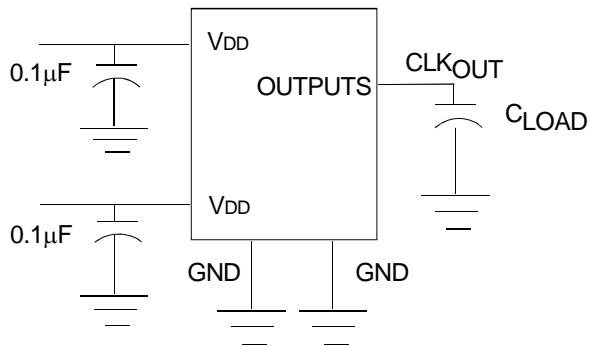 VDD
0.1μF
OUTPUTS
CLKOUT
CLOAD
VDD
0.1μF
GND
GND